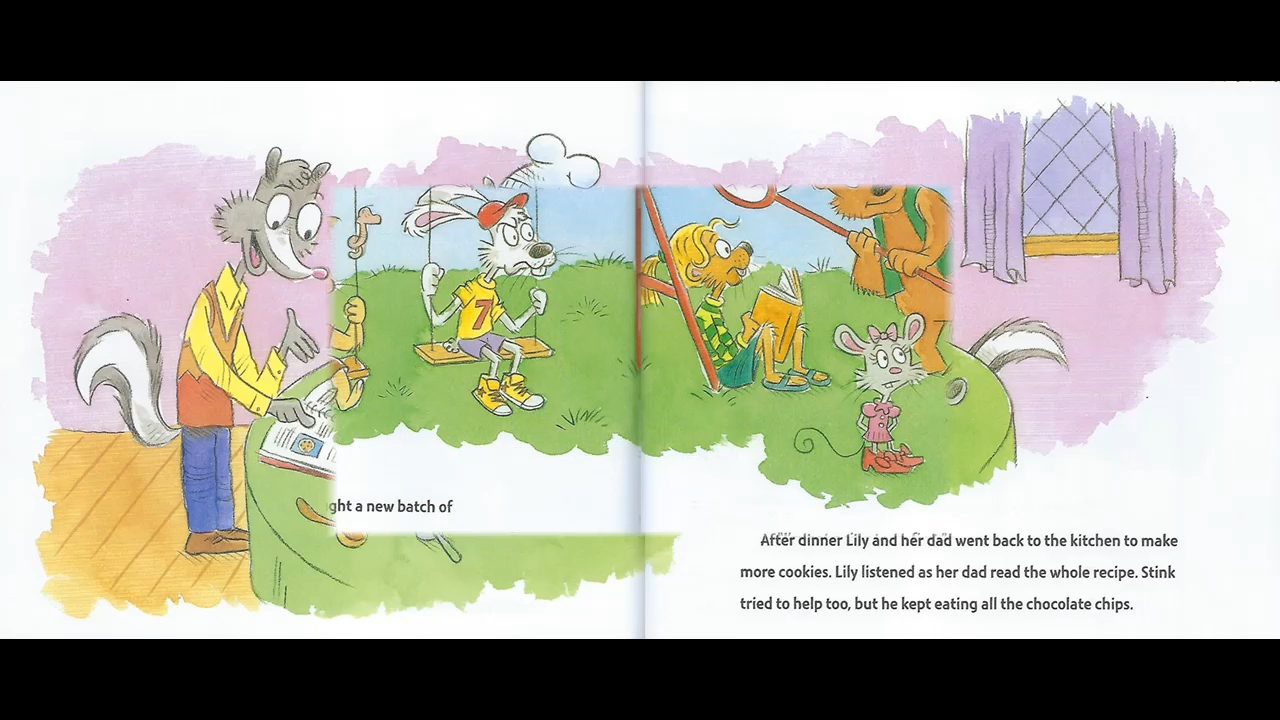 ght a new batch of
After dinner Lily and her dad went back to the kitchen to make
more cookies. Lily listened as her dad read the whole recipe. Stink
tried to help too, but he kept eating all the chocolate chips.
7